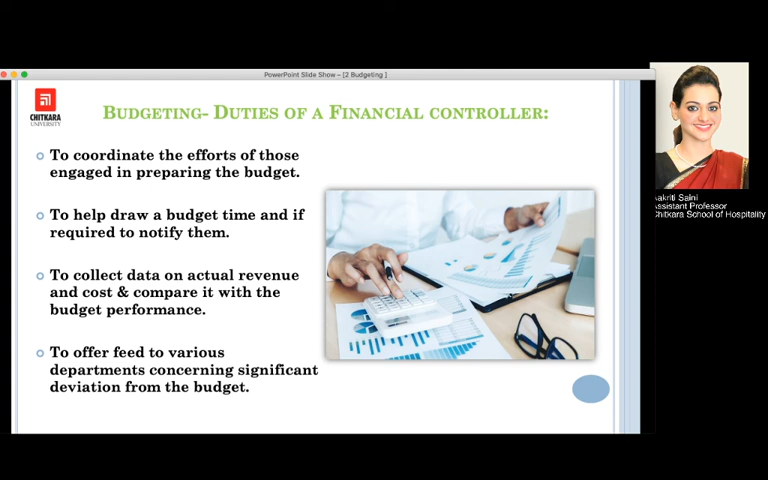 PowerPoint Slide Show – [2 Budgeting ]
CHITKARA
UNIVERSITY
BUDGETING- DUTIES OF A FINANCIAL CONTROLLER:
To coordinate the efforts of those
engaged in preparing the budget.
To help draw a budget time and if
required to notify them.
To collect data on actual revenue
and cost & compare it with the
budget performance.
To offer feed to various
departments concerning significant
deviation from the budget.
Aakriti Saini
Assistant Professor
Chitkara School of Hospitality